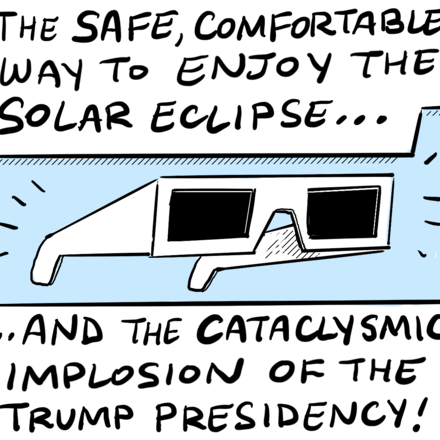 THE SAFE, COMFORTABLE
WAY TO ENJOY THE
SOLAR ECLIPSE...
...AND THE CATACLYSMIC
IMPLOSION OF THE
TRUMP PRESIDENCY!